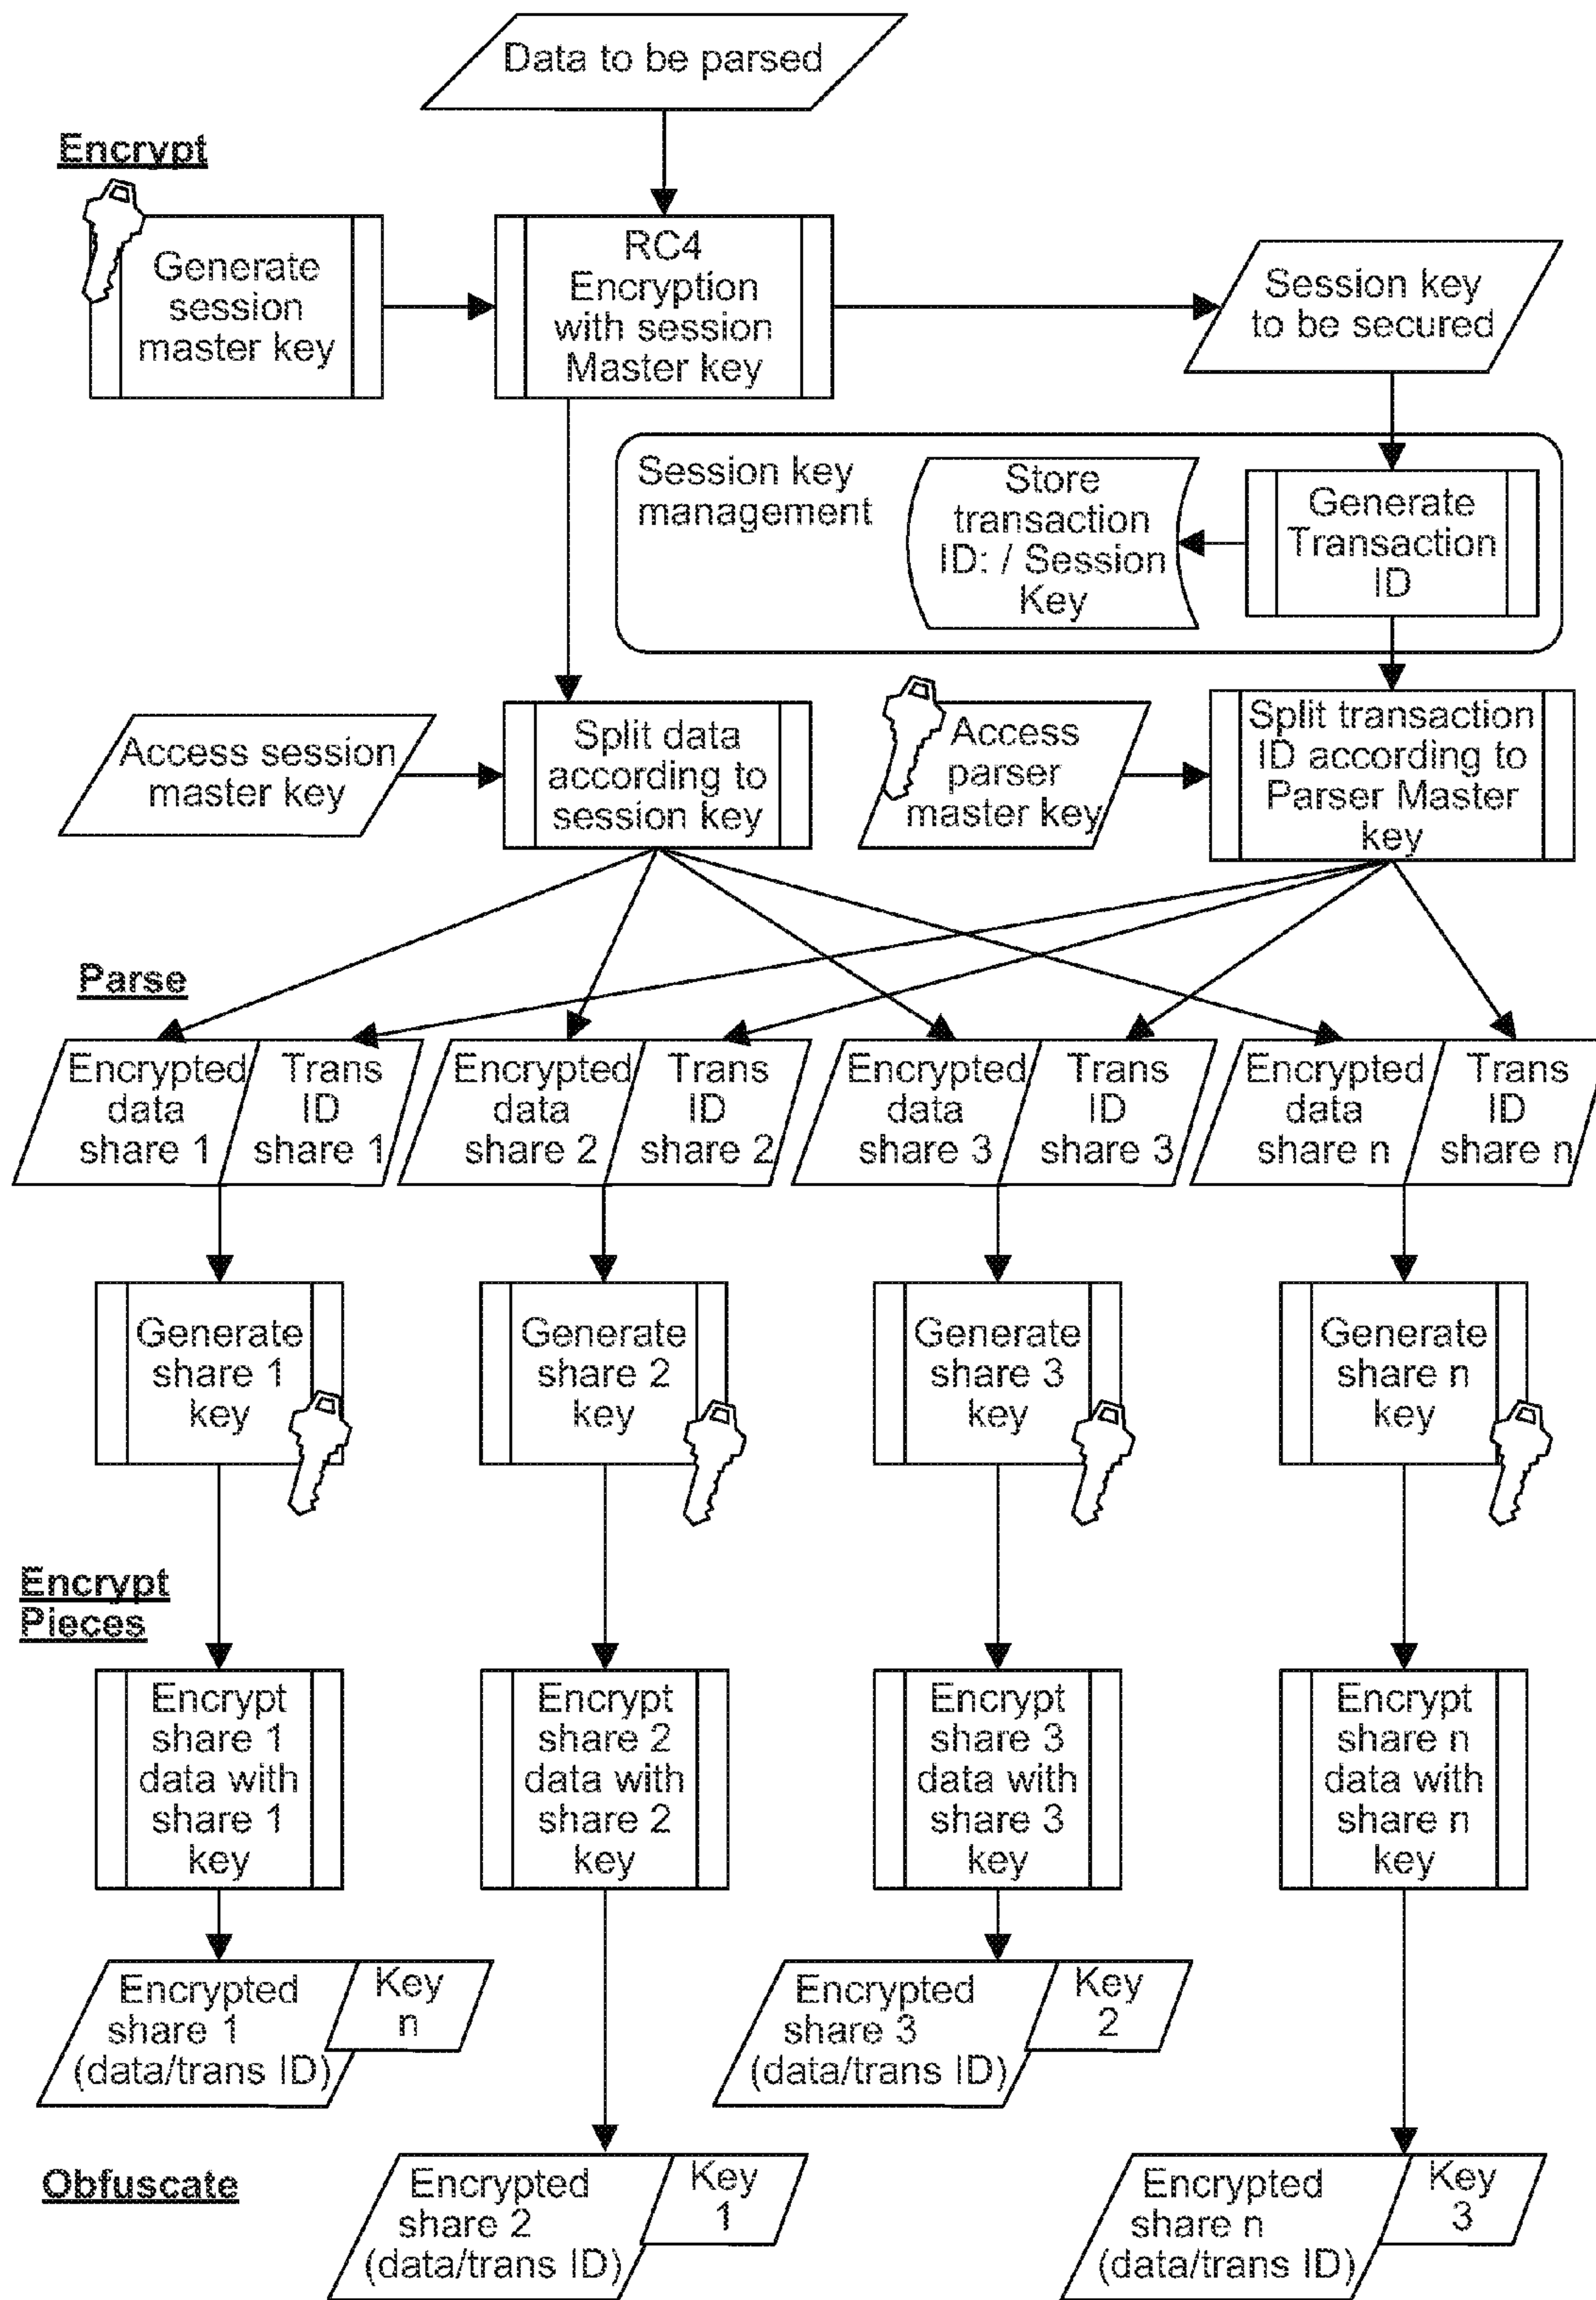 Data to be parsed
Encrypt
Generate
session
master key
RC4
Encryption
with session
Master key
Session key
to be secured
Session key
management
Store
transaction
ID: / Session
Key
Generate
Transaction
ID
Access session
master key
Split data
according to
session key
Access
parser
master key
Split transaction
ID according to
Parser Master
key
Parse
Encrypted
data
share 1
Trans
ID
share 1
Encrypted
data
share 2
Trans
ID
share 2
Encrypted
data
share 3
Trans
ID
share 3
Encrypted
data
share n
Trans
ID
share n
Generate
share 1
key
Generate
share 2
key
Generate
share 3
key
Generate
share n
key
Encrypt
Pieces
Encrypt
share 1
data with
share 1
key
Encrypt
share 2
data with
share 2
key
Encrypt
share 3
data with
share 3
key
Encrypt
share n
data with
share n
key
Encrypted
share 1
(data/trans ID)
Key
n
Encrypted
share 3
(data/trans ID)
Key
2
Obfuscate
Encrypted
share 2
(data/trans ID)
Key
1
Encrypted
share n
(data/trans ID)
Key
3